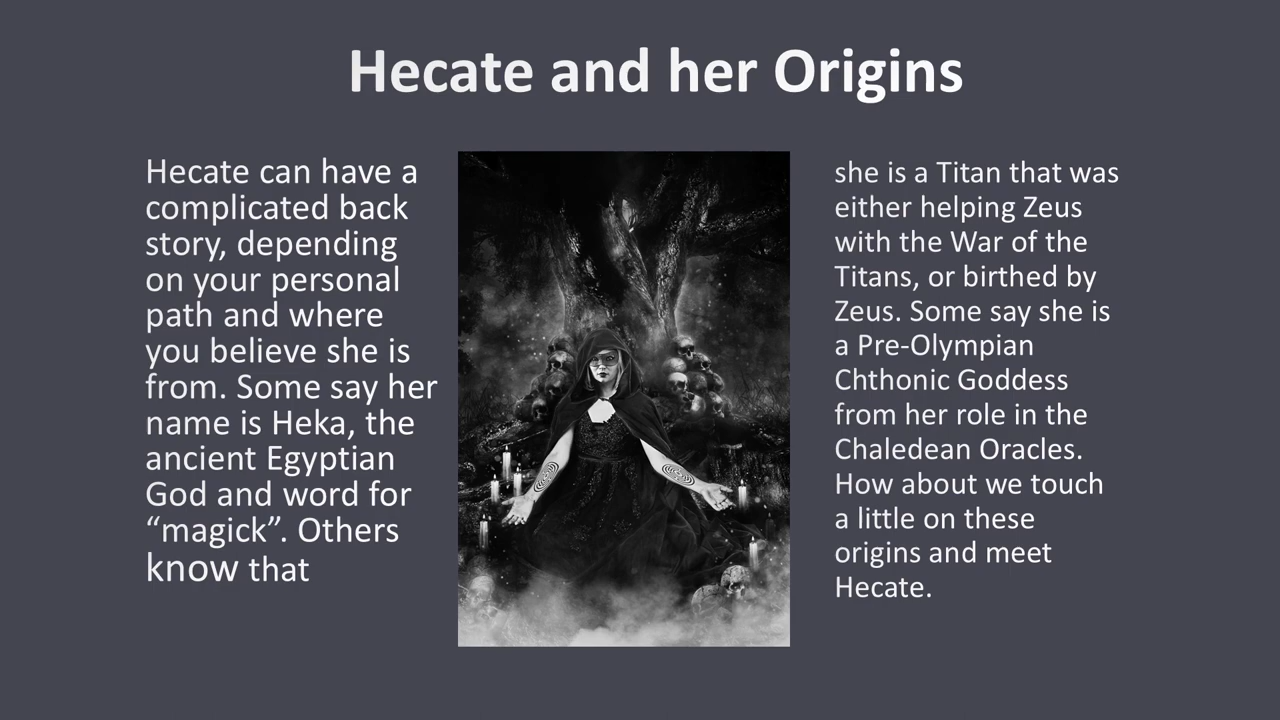 Hecate and her Origins
Hecate can have a
complicated back
story, depending
on your personal
path and where
you believe she is
from. Some say her
name is Heka, the
ancient Egyptian
God and word for
“magick”. Others
know that
she is a Titan that was
either helping Zeus
with the War of the
Titans, or birthed by
Zeus. Some say she is
a Pre-Olympian
Chthonic Goddess
from her role in the
Chaledean Oracles.
How about we touch
a little on these
origins and meet
Hecate.